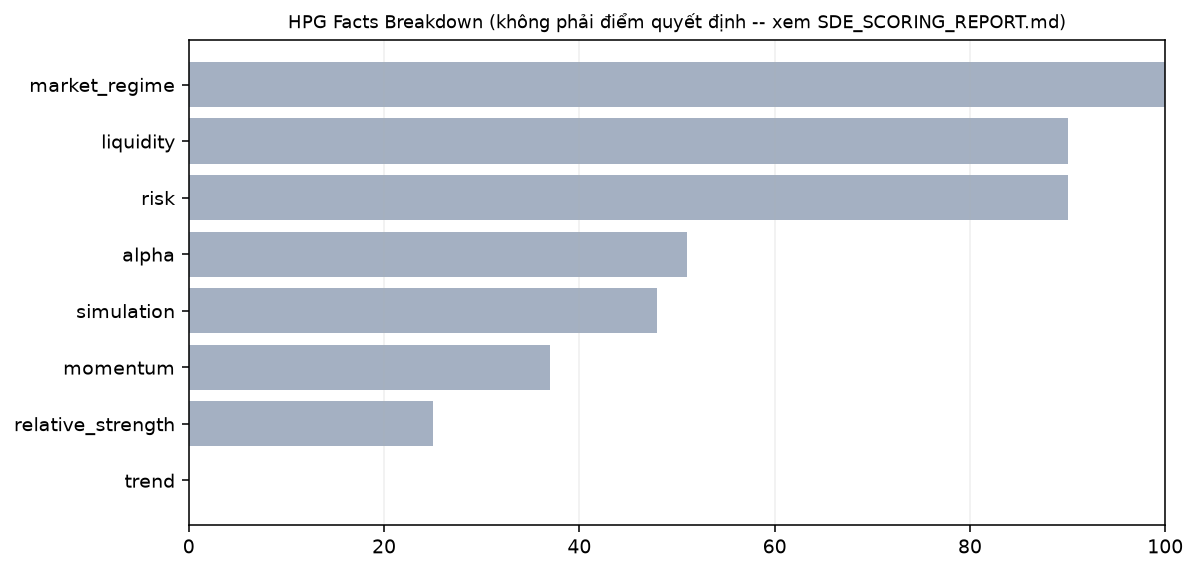 HPG Facts Breakdown (không phải điểm quyết định -- xem SDE_SCORING_REPORT.md)
market_regime
liquidity
risk
alpha
simulation
momentum
relative_strength
trend
0 20 40 60 80 100